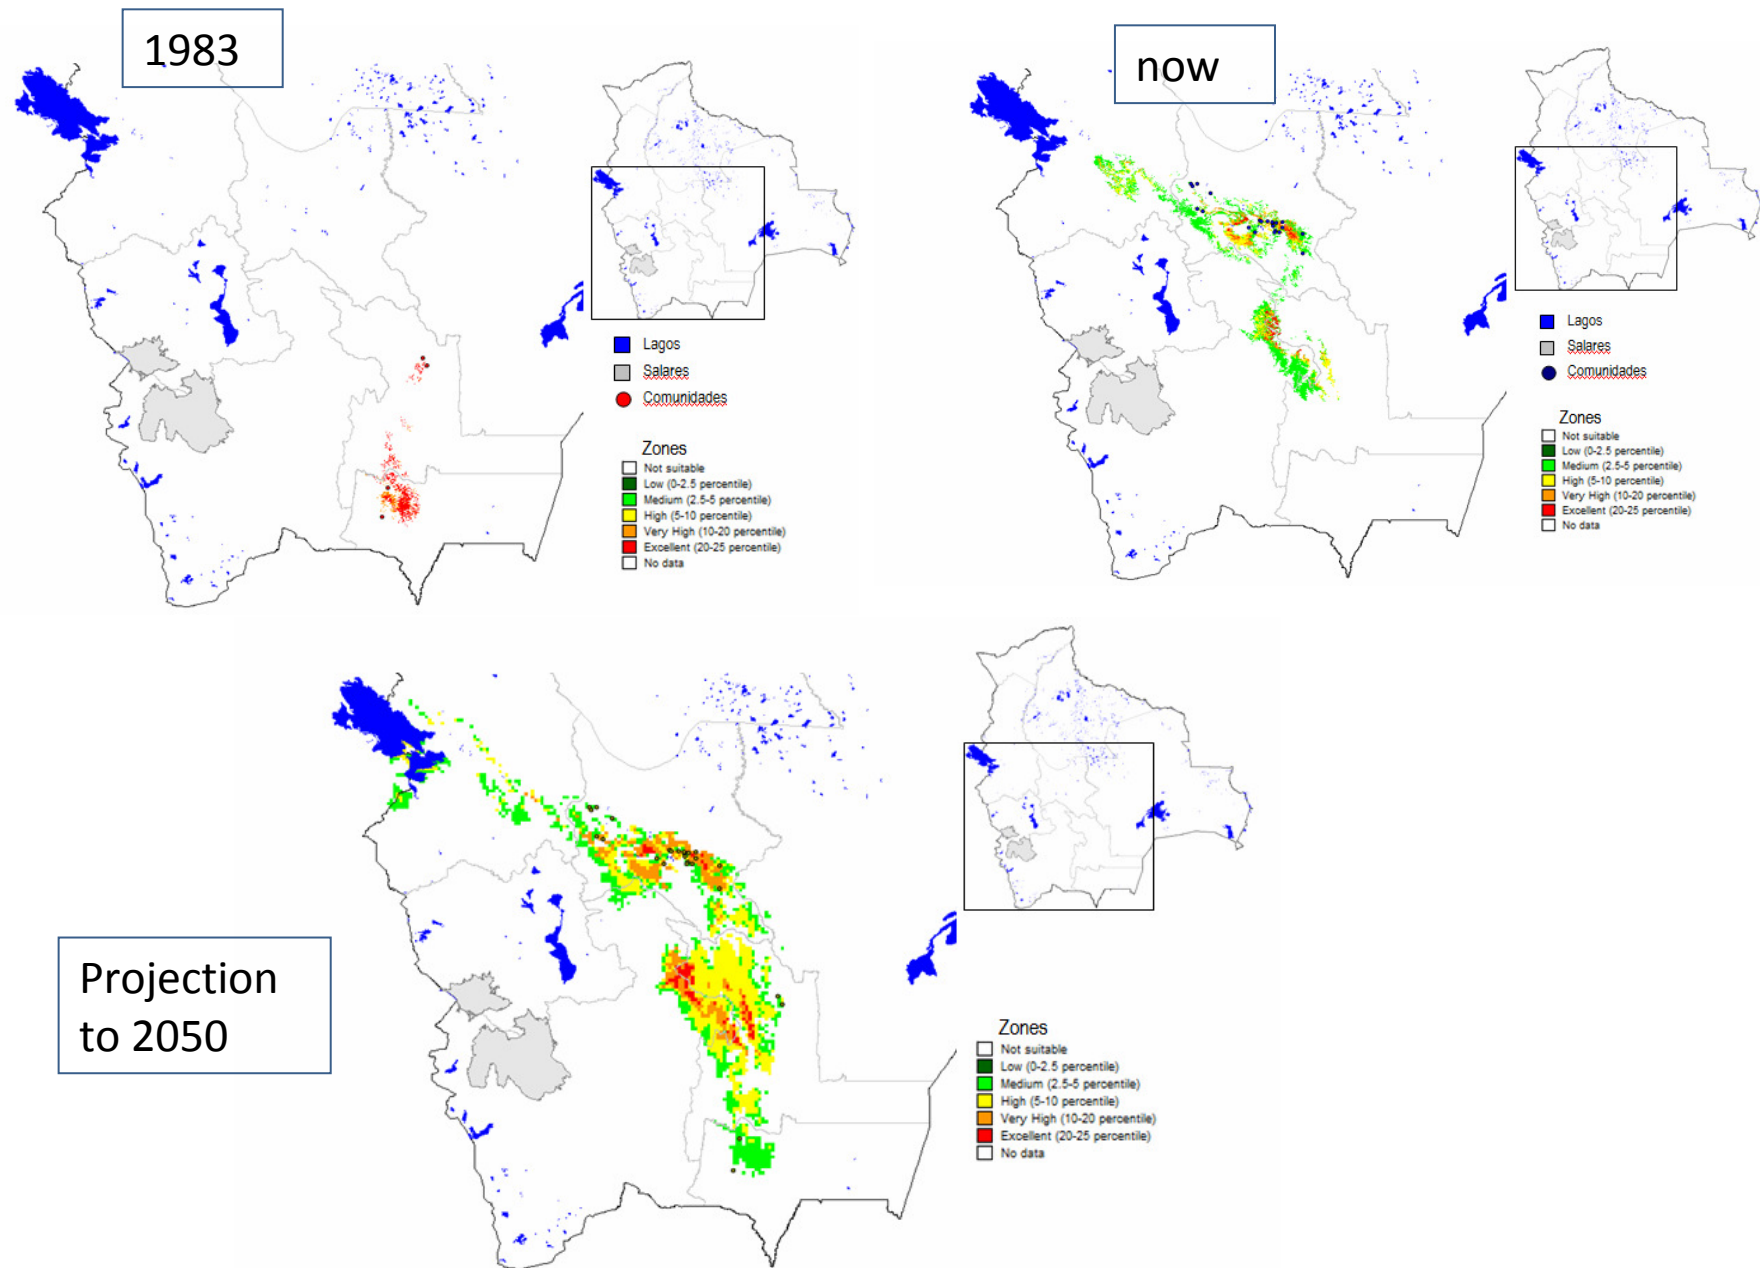 1983
Lagos
Salares
Comunidades
Zones
Not suitable
Low (0-2.5 percentile)
Medium (2.5-5 percentile)
High (5-10 percentile)
Very High (10-20 percentile)
Excellent (20-25 percentile)
No data
now
Lagos
Salares
Comunidades
Zones
Not suitable
Low (0-2.5 percentile)
Medium (2.5-5 percentile)
High (5-10 percentile)
Very High (10-20 percentile)
Excellent (20-25 percentile)
No data
Projection
to 2050
Zones
Not suitable
Low (0-2.5 percentile)
Medium (2.5-5 percentile)
High (5-10 percentile)
Very High (10-20 percentile)
Excellent (20-25 percentile)
No data